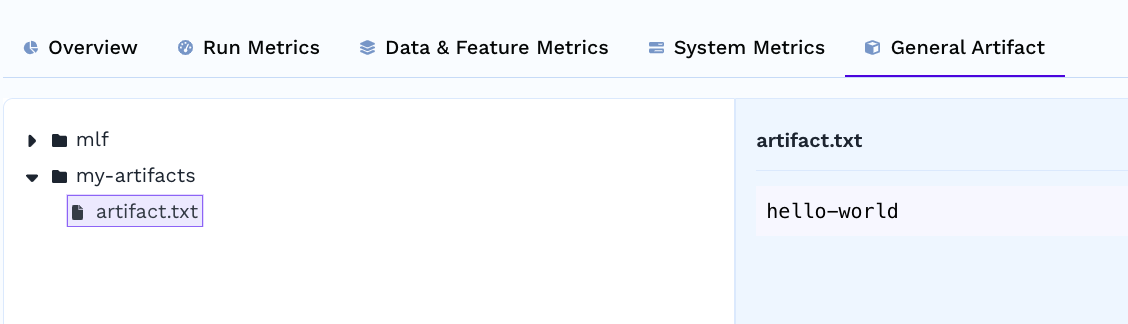 Overview Run Metrics Data & Feature Metrics System Metrics General Artifact
mlf
my-artifacts
artifact.txt
artifact.txt
hello-world